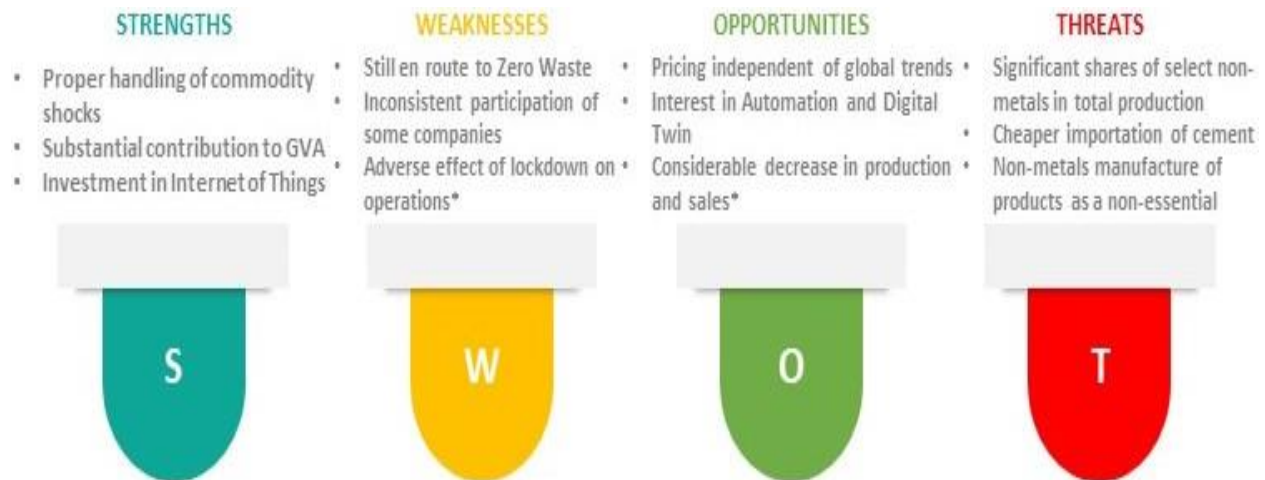 STRENGTHS
• Proper handling of commodity
shocks
• Substantial contribution to GVA
• Investment in Internet of Things
WEAKNESSES
• Still en route to Zero Waste
• Inconsistent participation of
some companies
• Adverse effect of lockdown on
operations*
OPPORTUNITIES
• Pricing independent of global trends
• Interest in Automation and Digital
Twin
• Considerable decrease in production
and sales*
THREATS
• Significant shares of select non-
metals in total production
• Cheaper importation of cement
• Non-metals manufacture of
products as a non-essential
S
W
O
T